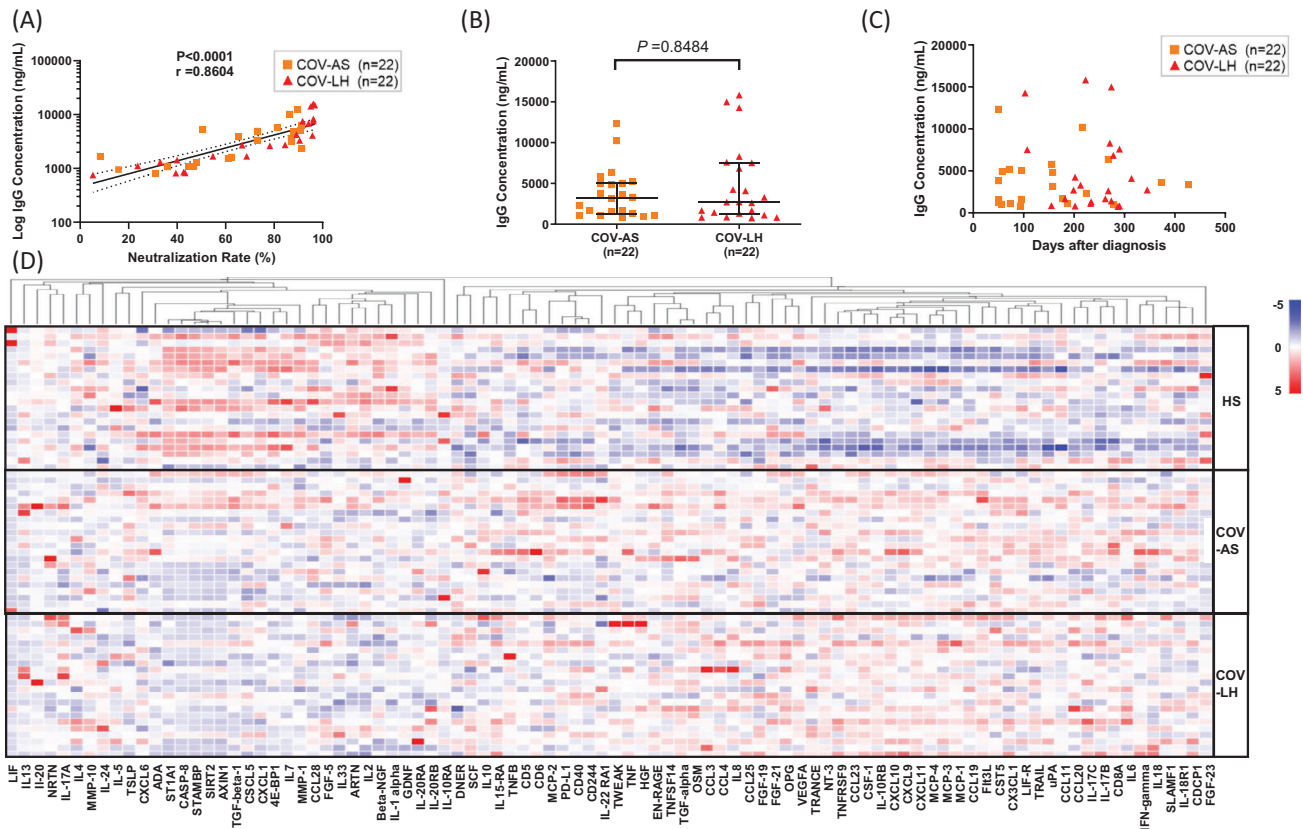 (A)
P<0.0001
r =0.8604
COV-AS (n=22)
COV-LH (n=22)
Log IgG Concentration (ng/mL)
100000
10000
1000
100
0 20 40 60 80 100
Neutralization Rate (%)
(B)
P =0.8484
IgG Concentration (ng/mL)
20000
15000
10000
5000
0
COV-AS
(n=22)
COV-LH
(n=22)
(C)
COV-AS (n=22)
COV-LH (n=22)
IgG Concentration (ng/mL)
20000
15000
10000
5000
0
0 100 200 300 400 500
Days after diagnosis
(D)
-5
0
5
HS
COV
-AS
COV
-LH
LIF
IL13
IL-20
NRTN
IL-17A
IL4
MMP-10
IL-24
IL-5
TSLP
CXCL6
ADA
ST1A1
CASP-8
STAMBP
SIRT2
AXIN1
TGF-beta-1
CSCL5
CXCL1
4E-BP1
IL7
MMP-1
CCL28
FGF-5
IL33
ARTN
IL2
Beta-NGF
IL-1 alpha
GDNF
IL-20RA
IL-20RB
IL-10RA
DNER
SCF
IL10
IL15-RA
TNFB
CD5
CD6
MCP-2
PD-L1
CD40
CD244
IL-22 RA1
TWEAK
TNF
HGF
EN-RAGE
TNFSF14
TGF-alpha
OSM
CCL3
CCL4
IL8
CCL25
FGF-19
FGF-21
OPG
VEGFA
TRANCE
NT-3
TNFRSF9
CCL23
CSF-1
IL-10RB
CXCL10
CXCL9
CXCL11
MCP-4
MCP-3
MCP-1
CCL19
Flt3L
CST5
CX3CL1
LIF-R
TRAIL
uPA
CCL11
CCL20
IL-17C
IL-17B
CD8A
IL6
IFN-gamma
IL18
SLAMF1
IL-18R1
CDCP1
FGF-23